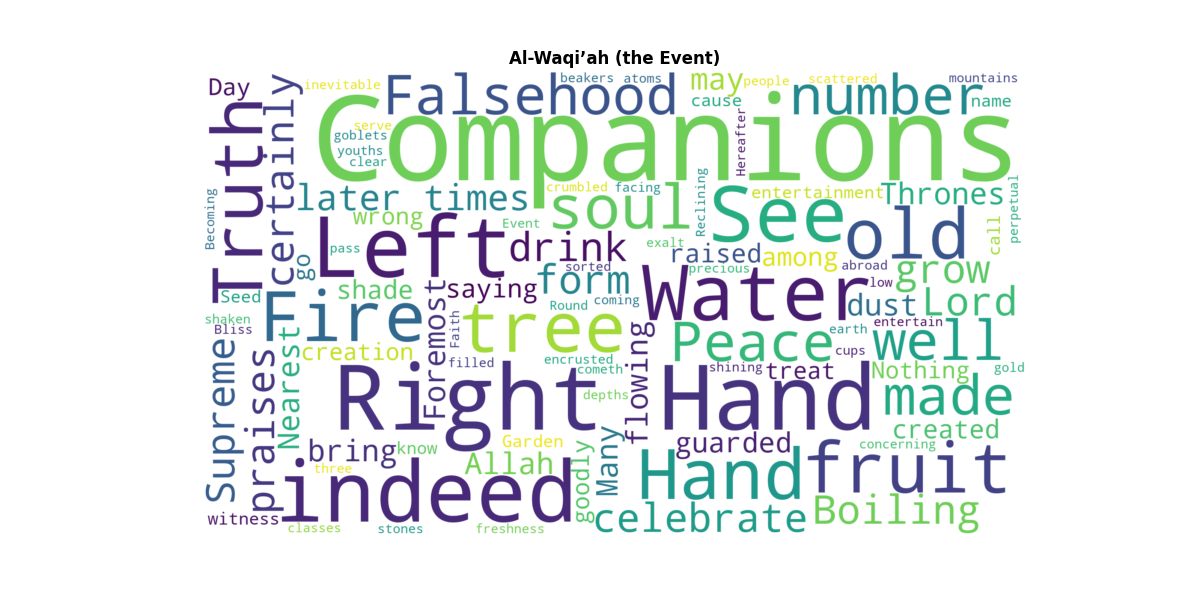 Al-Waqi’ah (the Event)
Day
inevitable
Falsehood
beakers
atoms
may
people
scattered
mountains
cause
number
name
Truth
certainly
serve
goblets
youths
clear
Companions
Hereafter
Becoming
later times
crumbled
facing
Reclining
entertainment
Thrones
perpetual
wrong
Event
soul
See
old
call
Left
pass
drink
exalt
raised
among
abroad
grow
go
sorted
precious
low
Seed
shade
saying
form
Round
coming
Water
dust
Lord
shaken
Bliss
Fire
Foremost
Faith
tree
flowing
Peace
earth
entertain
well
Supreme
praises
Nearest
creation
filled
encrusted
cometh
cups
shining
treat
Nothing
gold
Right
depths
Hand
made
created
bring
know
Garden
goodly
Many
guarded
concerning
three
Allah
indeed
Hand
fruit
witness
classes
stones
freshness
celebrate
Boiling